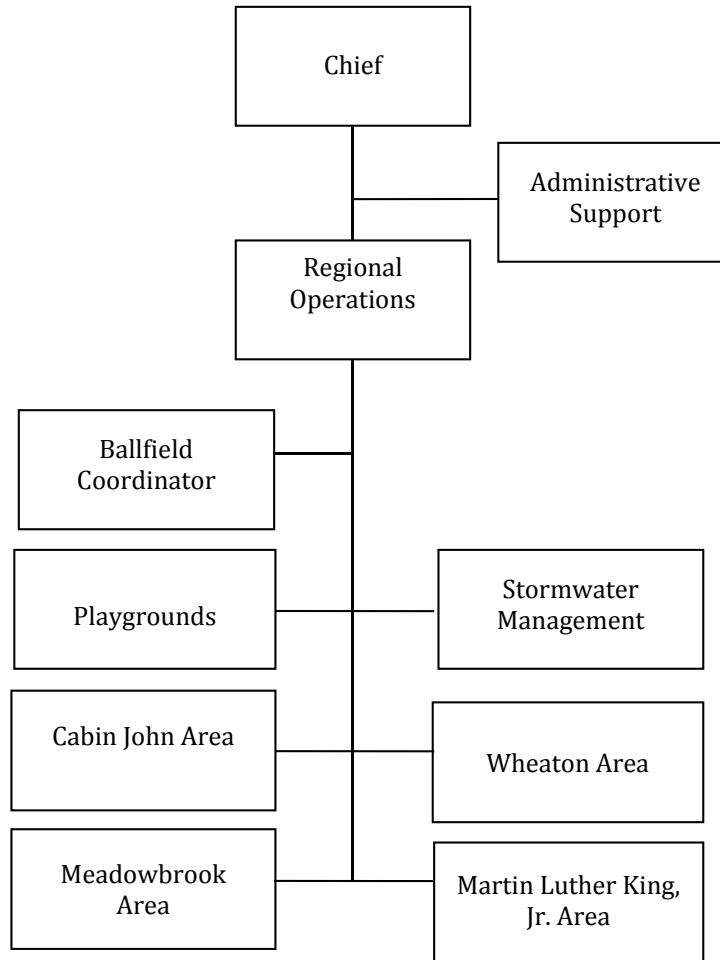 Chief
Administrative
Support
Regional
Operations
Ballfield
Coordinator
Playgrounds
Stormwater
Management
Cabin John Area
Wheaton Area
Meadowbrook
Area
Martin Luther King,
Jr. Area